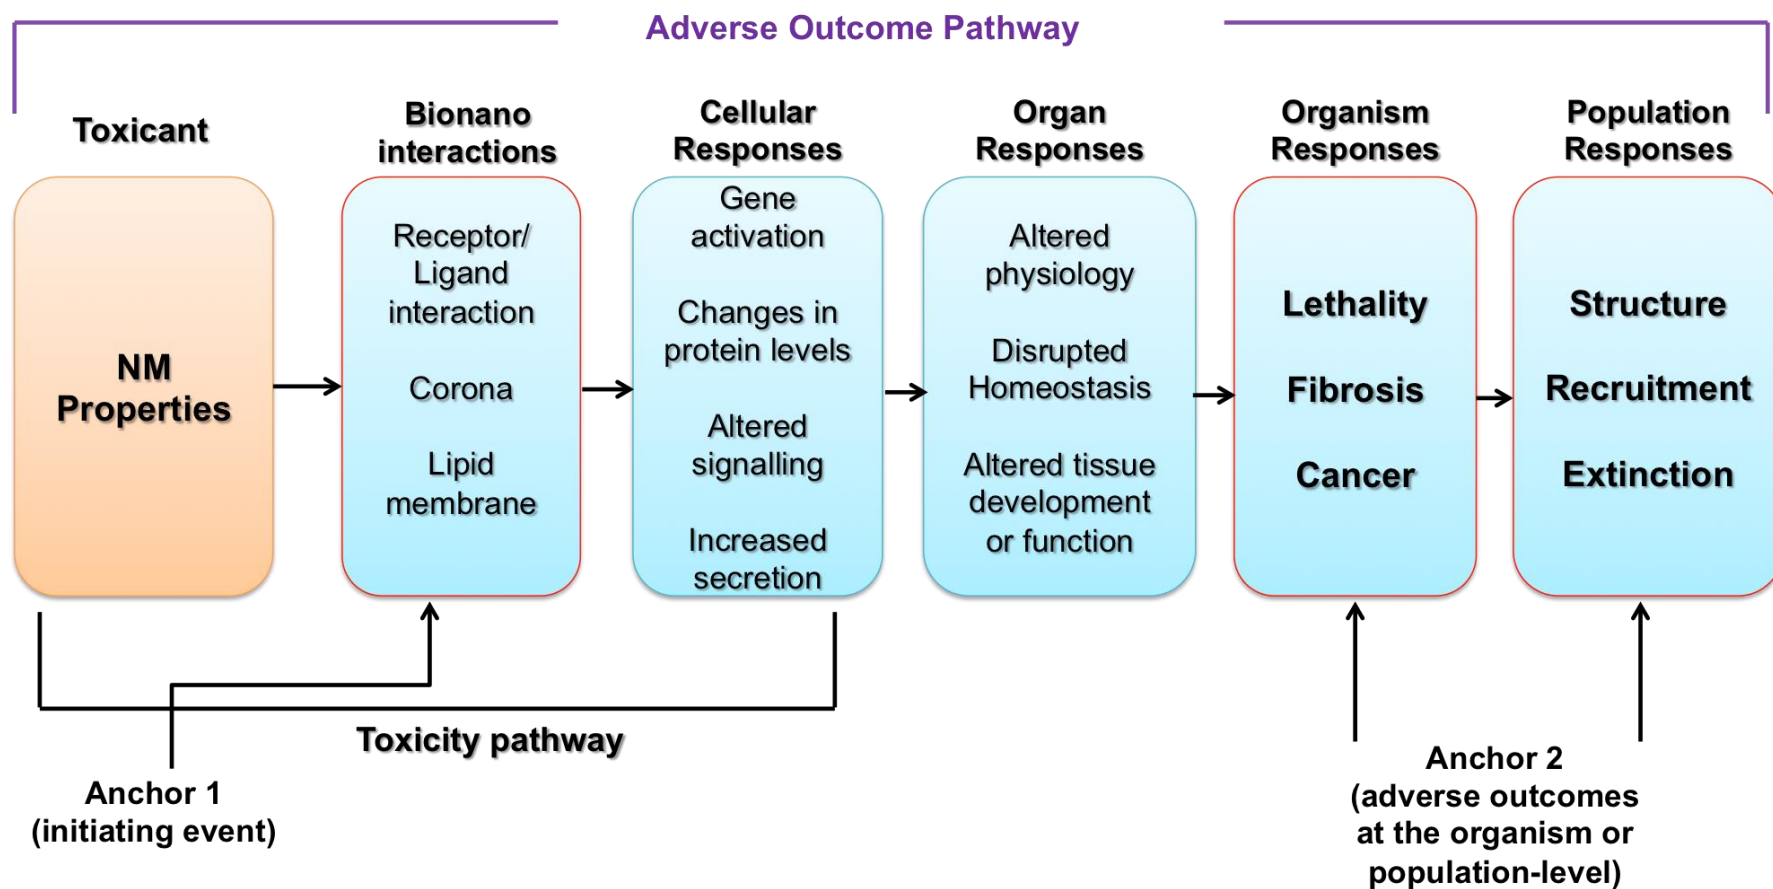 Adverse Outcome Pathway
Toxicant
Bionano
interactions
Cellular
Responses
Organ
Responses
Organism
Responses
Population
Responses
NM
Properties
Receptor/
Ligand
interaction
Corona
Lipid
membrane
Gene
activation
Changes in
protein levels
Altered
signalling
Increased
secretion
Altered
physiology
Disrupted
Homeostasis
Altered tissue
development
or function
Lethality
Fibrosis
Cancer
Structure
Recruitment
Extinction
Toxicity pathway
Anchor 1
(initiating event)
Anchor 2
(adverse outcomes
at the organism or
population-level)